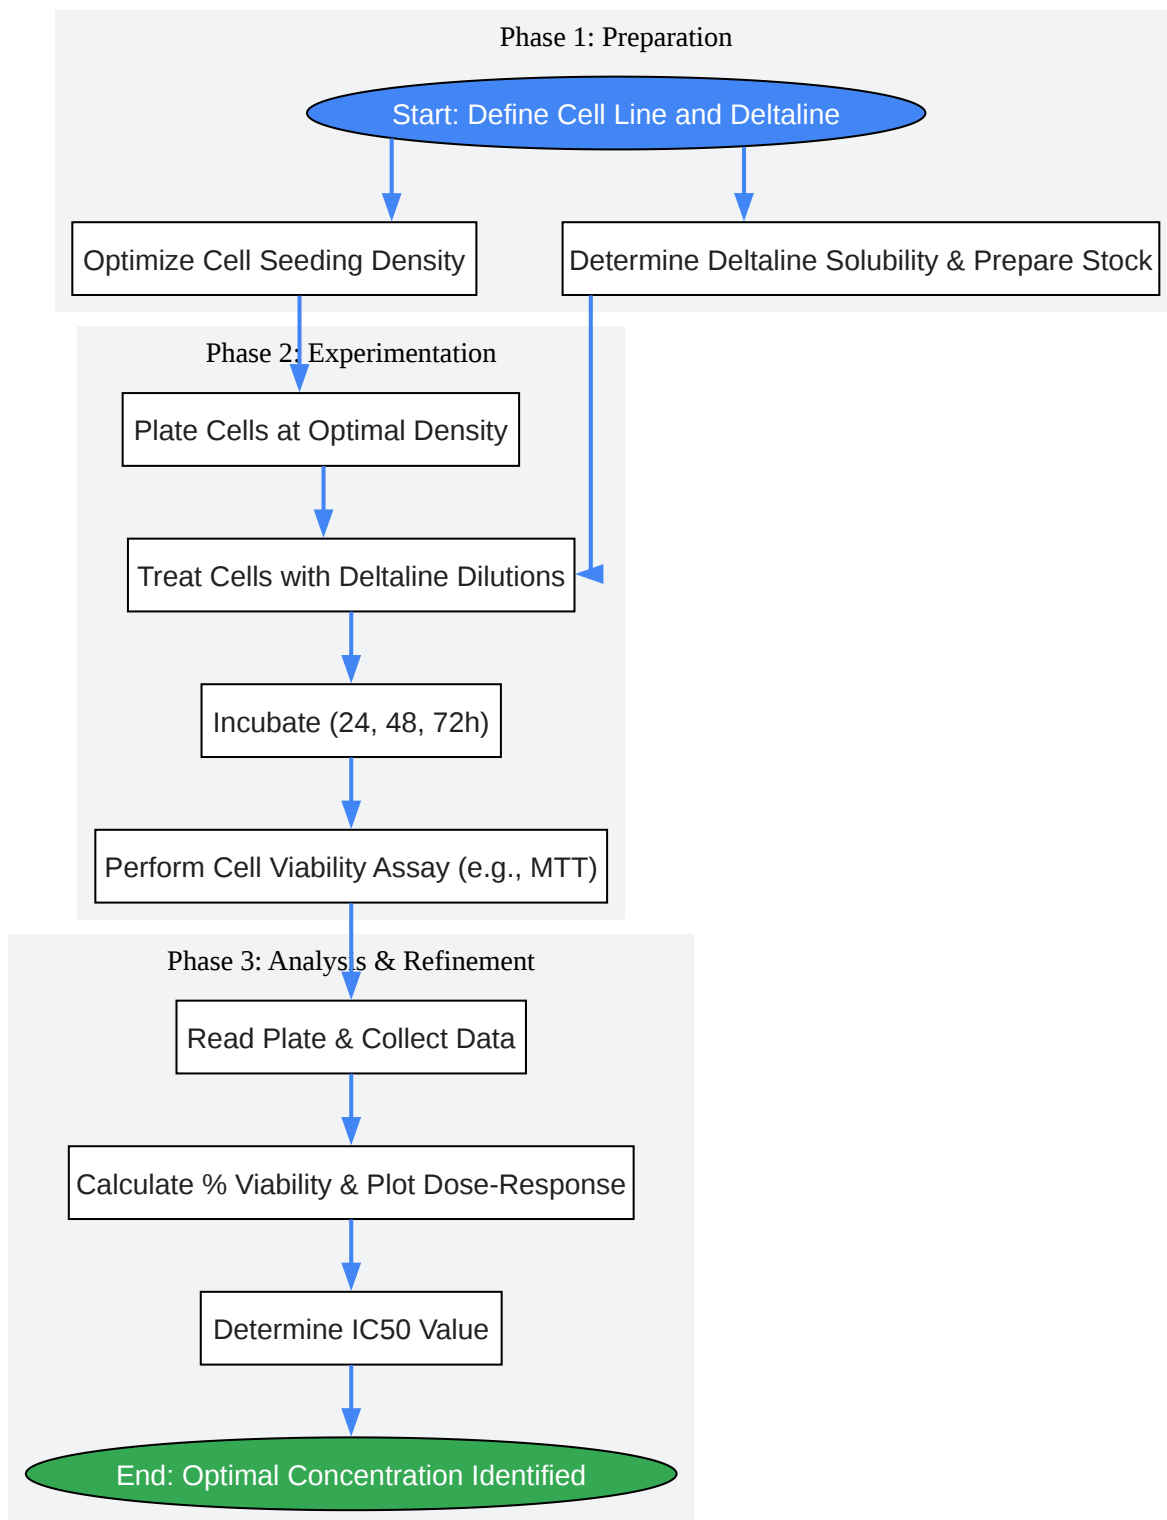 Phase 1: Preparation
Start: Define Cell Line and Deltaline
Optimize Cell Seeding Density
Determine Deltaline Solubility & Prepare Stock
Phase 2: Experimentation
Plate Cells at Optimal Density
Treat Cells with Deltaline Dilutions
Incubate (24, 48, 72h)
Perform Cell Viability Assay (e.g., MTT)
Phase 3: Analysis & Refinement
Read Plate & Collect Data
Calculate % Viability & Plot Dose-Response
Determine IC50 Value
End: Optimal Concentration Identified